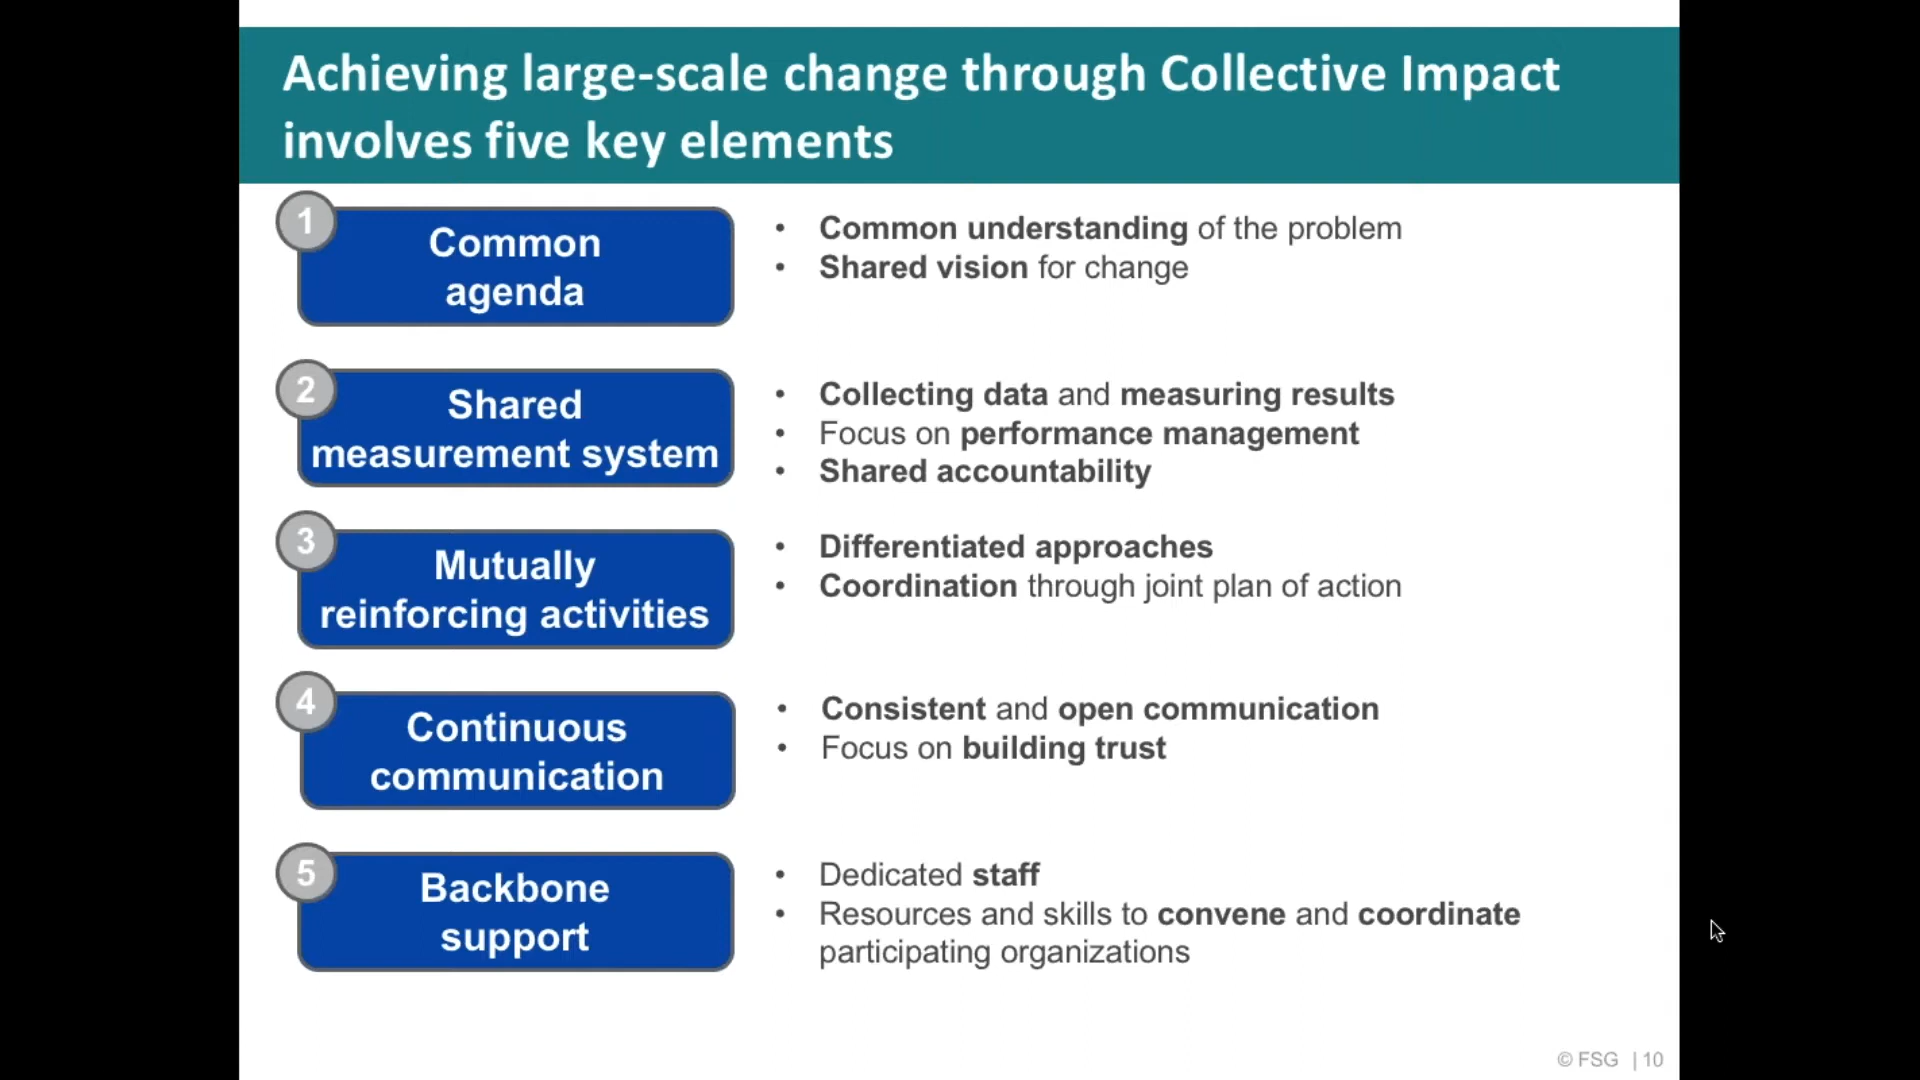 Achieving large-scale change through Collective Impact
involves five key elements
1
Common
agenda
• Common understanding of the problem
• Shared vision for change
2
Shared
measurement system
• Collecting data and measuring results
• Focus on performance management
• Shared accountability
3
Mutually
reinforcing activities
• Differentiated approaches
• Coordination through joint plan of action
4
Continuous
communication
• Consistent and open communication
• Focus on building trust
5
Backbone
support
• Dedicated staff
• Resources and skills to convene and coordinate
participating organizations
© FSG | 10